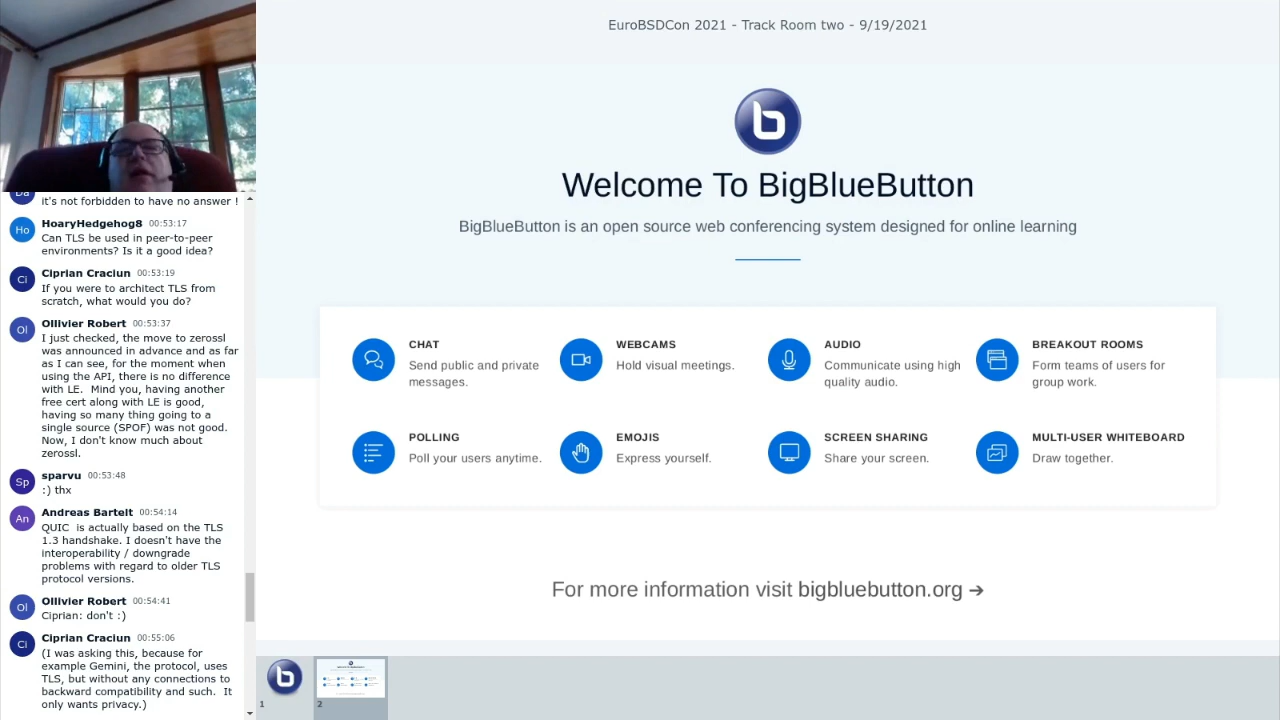 EuroBSDCon 2021 - Track Room two - 9/19/2021
Da
it's not forbidden to have no answer !
Ho
HoaryHedgehog8 00:53:17
Can TLS be used in peer-to-peer
environments? Is it a good idea?
Ci
Ciprian Craciun 00:53:19
If you were to architect TLS from
scratch, what would you do?
Ol
Ollivier Robert 00:53:37
I just checked, the move to zerossl
was announced in advance and as far
as I can see, for the moment when
using the API, there is no difference
with LE. Mind you, having another
free cert along with LE is good,
having so many thing going to a
single source (SPOF) was not good.
Now, I don't know much about
zerossl.
Sp
sparvu 00:53:48
:) thx
An
Andreas Bartelt 00:54:14
QUIC is actually based on the TLS
1.3 handshake. I doesn't have the
interoperability / downgrade
problems with regard to older TLS
protocol versions.
Ol
Ollivier Robert 00:54:41
Ciprian: don't :)
Ci
Ciprian Craciun 00:55:06
(I was asking this, because for
example Gemini, the protocol, uses
TLS, but without any connections to
backward compatibility and such. It
only wants privacy.)
b
Welcome To BigBlueButton
BigBlueButton is an open source web conferencing system designed for online learning
CHAT
Send public and private
messages.
WEBCAMS
Hold visual meetings.
AUDIO
Communicate using high
quality audio.
BREAKOUT ROOMS
Form teams of users for
group work.
POLLING
Poll your users anytime.
EMOJIS
Express yourself.
SCREEN SHARING
Share your screen.
MULTI-USER WHITEBOARD
Draw together.
For more information visit bigbluebutton.org →
b
1
2